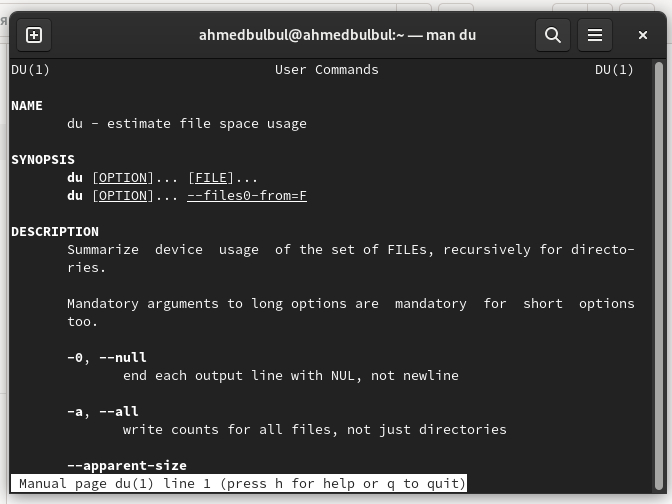 ahmedbulbul@ahmedbulbul:~ — man du
DU(1) User Commands DU(1)
NAME
du - estimate file space usage
SYNOPSIS
du [OPTION]... [FILE]...
du [OPTION]... --files0-from=F
DESCRIPTION
Summarize device usage of the set of FILEs, recursively for directo-
ries.
Mandatory arguments to long options are mandatory for short options
too.
-0, --null
end each output line with NUL, not newline
-a, --all
write counts for all files, not just directories
--apparent-size
Manual page du(1) line 1 (press h for help or q to quit)